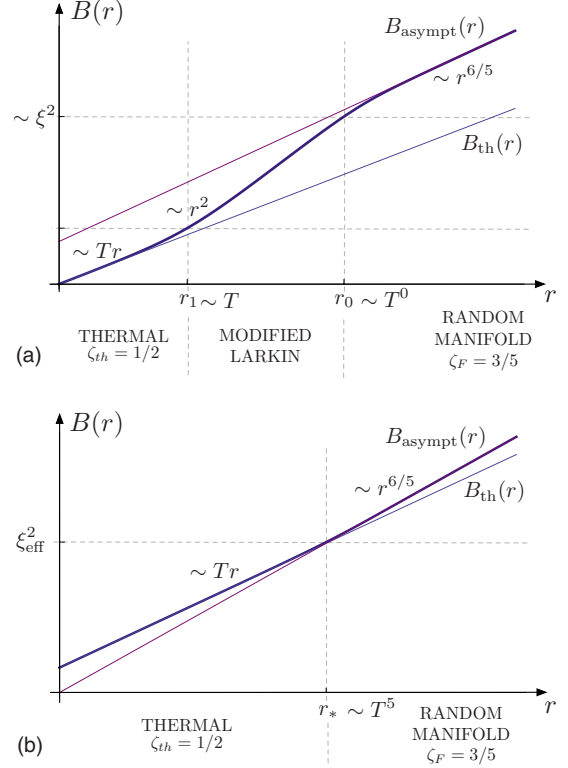 B(r)
B_asympt(r)
∼ r^{6/5}
∼ ξ^2
B_th(r)
∼ r^2
∼ Tr
r_1 ∼ T
r_0 ∼ T^0
r
THERMAL
ζ_th = 1/2
MODIFIED
LARKIN
RANDOM
MANIFOLD
ζ_F = 3/5
(a)
B(r)
B_asympt(r)
∼ r^{6/5}
B_th(r)
ξ_eff^2
∼ Tr
r_* ∼ T^5
r
THERMAL
ζ_th = 1/2
RANDOM
MANIFOLD
ζ_F = 3/5
(b)